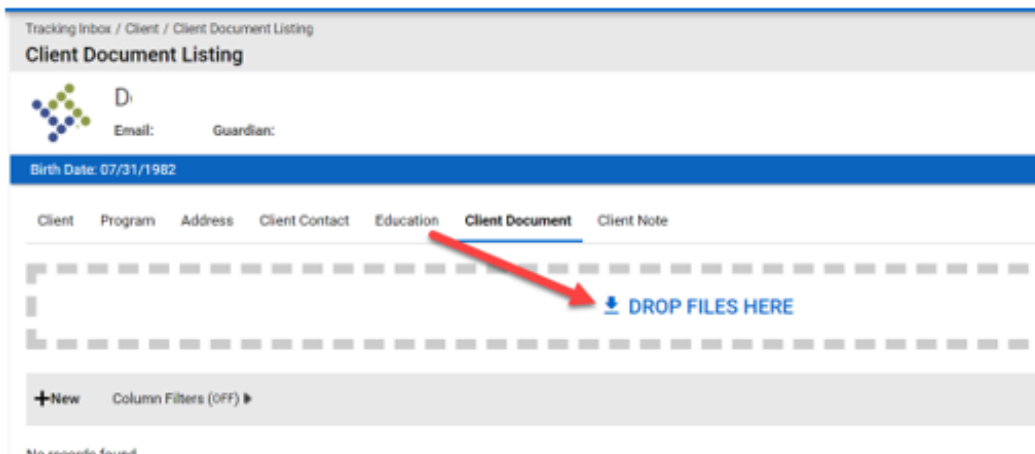 Tracking Inbox / Client / Client Document Listing
Client Document Listing
D
Email: Guardian:
Birth Date: 07/31/1982
Client Program Address Client Contact Education Client Document Client Note
DROP FILES HERE
+New Column Filters (OFF)
No records found